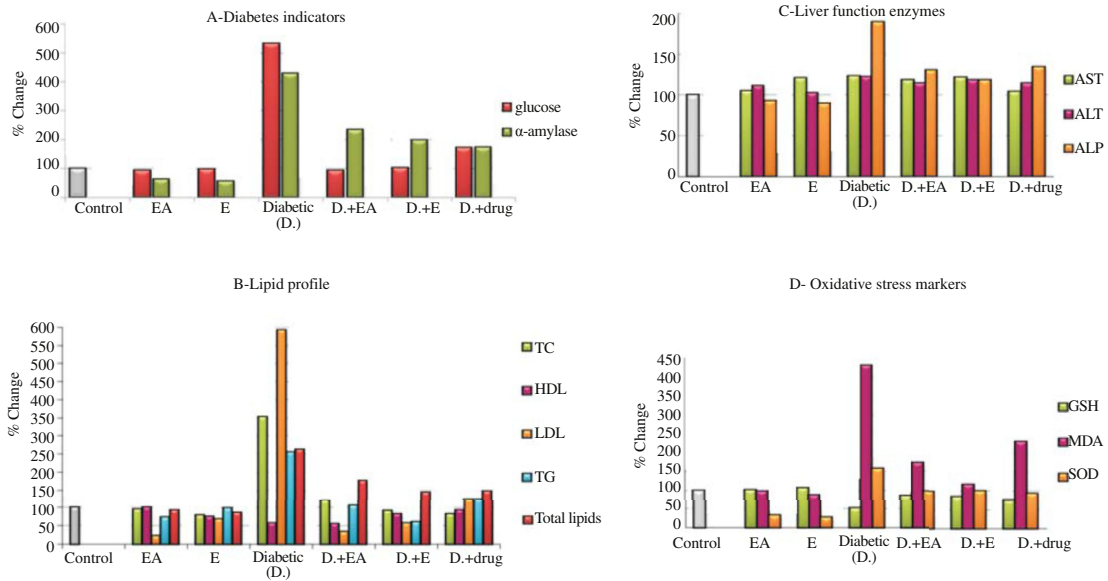 A-Diabetes indicators
% Change
600
500
400
300
200
100
0
Control
EA
E
Diabetic
(D.)
D.+EA
D.+E
D.+drug
glucose
α-amylase
C-Liver function enzymes
% Change
200
150
100
50
0
Control
EA
E
Diabetic
(D.)
D.+EA
D.+E
D.+drug
AST
ALT
ALP
B-Lipid profile
% Change
600
550
500
450
400
350
300
250
200
150
100
50
0
Control
EA
E
Diabetic
(D.)
D.+EA
D.+E
D.+drug
TC
HDL
LDL
TG
Total lipids
D- Oxidative stress markers
% Change
450
400
350
300
250
200
150
100
50
0
Control
EA
E
Diabetic
(D.)
D.+EA
D.+E
D.+drug
GSH
MDA
SOD